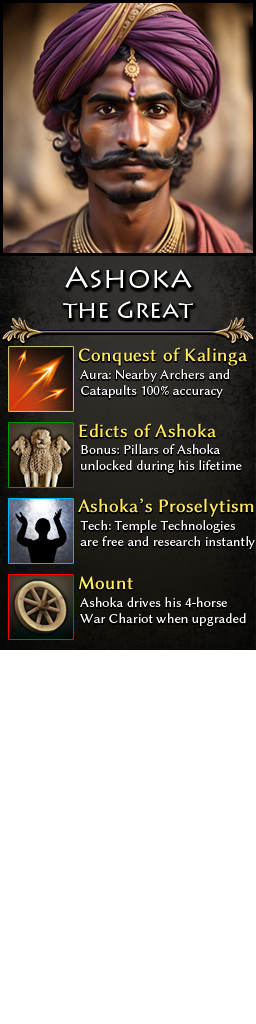 Ashoka
the Great
Conquest of Kalinga
Aura: Nearby Archers and
Catapults 100% accuracy
Edicts of Ashoka
Bonus: Pillars of Ashoka
unlocked during his lifetime
Ashoka's Proselytism
Tech: Temple Technologies
are free and research instantly
Mount
Ashoka drives his 4-horse
War Chariot when upgraded